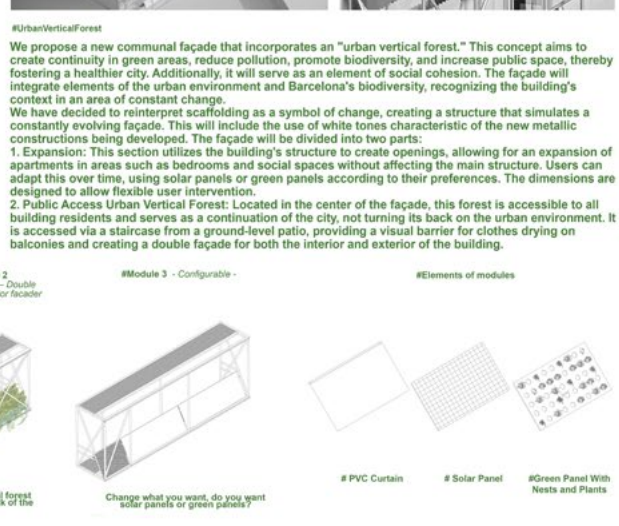 #UrbanVerticalForest
We propose a new communal façade that incorporates an "urban vertical forest." This concept aims to
create continuity in green areas, reduce pollution, promote biodiversity, and increase public space, thereby
fostering a healthier city. Additionally, it will serve as an element of social cohesion. The façade will
integrate elements of the urban environment and Barcelona's biodiversity, recognizing the building's
context in an area of constant change.
We have decided to reinterpret scaffolding as a symbol of change, creating a structure that simulates a
constantly evolving façade. This will include the use of white tones characteristic of the new metallic
constructions being developed. The façade will be divided into two parts:
1. Expansion: This section utilizes the building's structure to create openings, allowing for an expansion of
apartments in areas such as bedrooms and social spaces without affecting the main structure. Users can
adapt this over time, using solar panels or green panels according to their preferences. The dimensions are
designed to allow flexible user intervention.
2. Public Access Urban Vertical Forest: Located in the center of the façade, this forest is accessible to all
building residents and serves as a continuation of the city, not turning its back on the urban environment. It
is accessed via a staircase from a ground-level patio, providing a visual barrier for clothes drying on
balconies and creating a double façade for both the interior and exterior of the building.
2
- Double
or facader
#Module 3 - Configurable -
#Elements of modules
# PVC Curtain
# Solar Panel
#Green Panel With
Nests and Plants
l forest
k of the
Change what you want, do you want
solar panels or green panels?